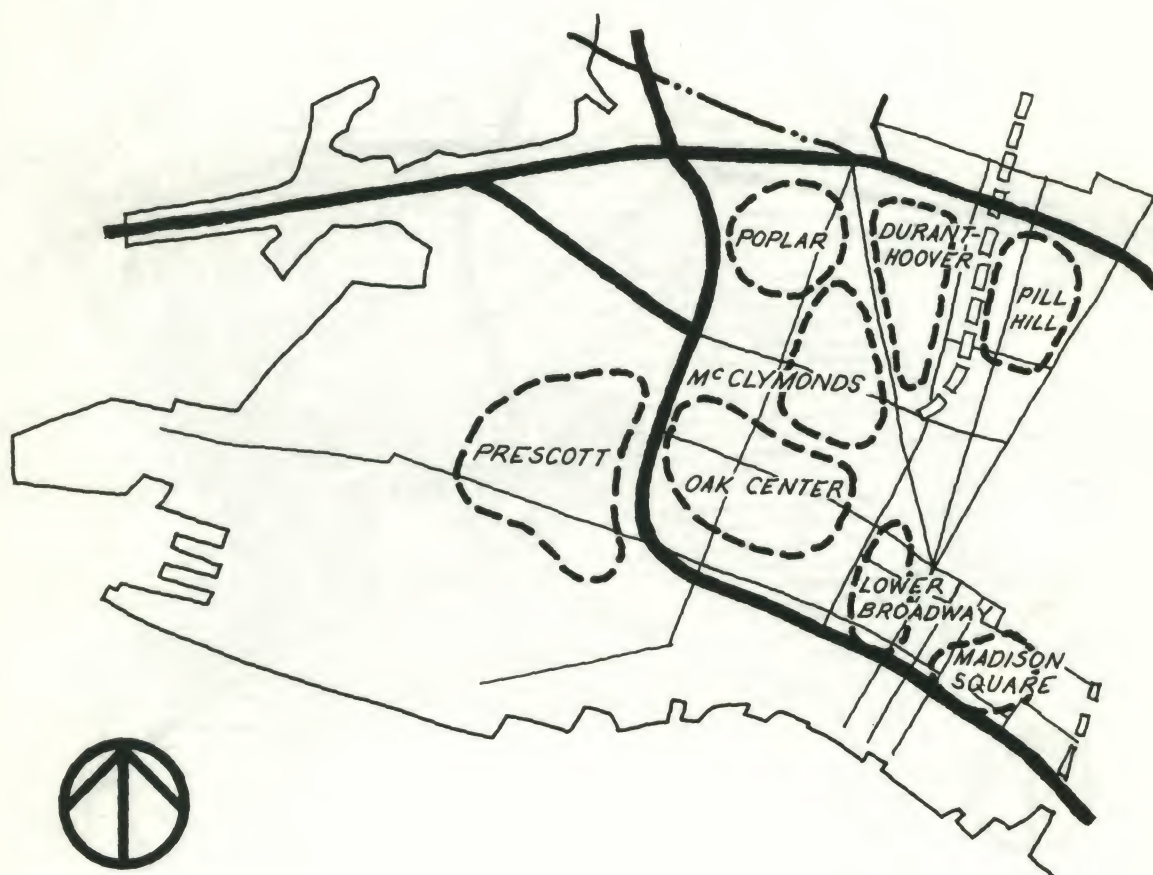 POPLAR
DURANT-
HOOVER
PILL
HILL
McCLYMONDS
PRESCOTT
OAK CENTER
LOWER
BROADWAY
MADISON
SQUARE